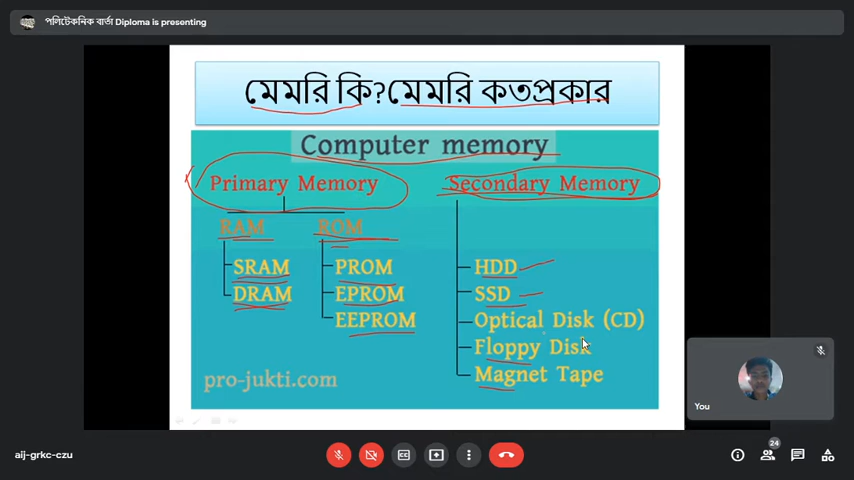 পলিটেকনিক বার্তা Diploma is presenting
মেমরি কি?মেমরি কতপ্রকার
Computer memory
Primary Memory
Secondary Memory
RAM
ROM
SRAM
PROM
HDD
DRAM
EPROM
SSD
EEPROM
Optical Disk (CD)
Floppy Disk
pro-jukti.com
Magnet Tape
You
aij-grkc-czu
24